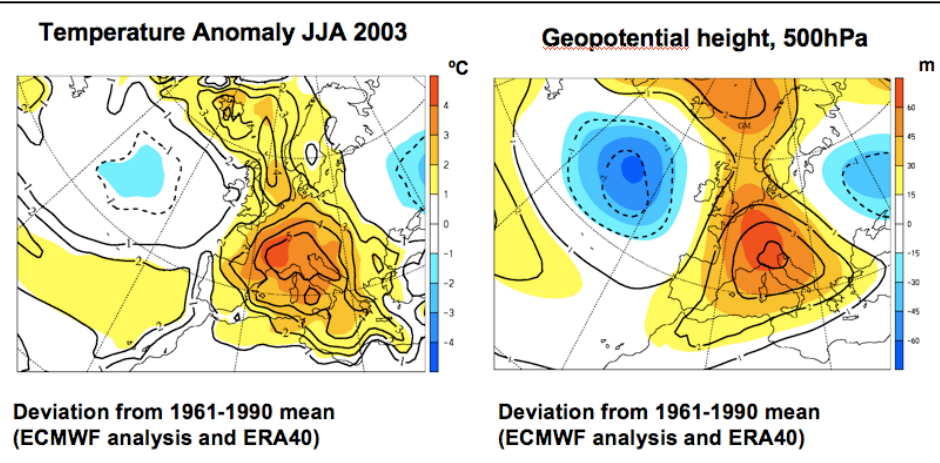 Temperature Anomaly JJA 2003
Geopotential height, 500hPa
ºC
m
4
3
2
1
0
−1
−2
−3
−4
GM
60
45
30
15
0
-15
-30
-45
-60
Deviation from 1961-1990 mean
(ECMWF analysis and ERA40)
Deviation from 1961-1990 mean
(ECMWF analysis and ERA40)